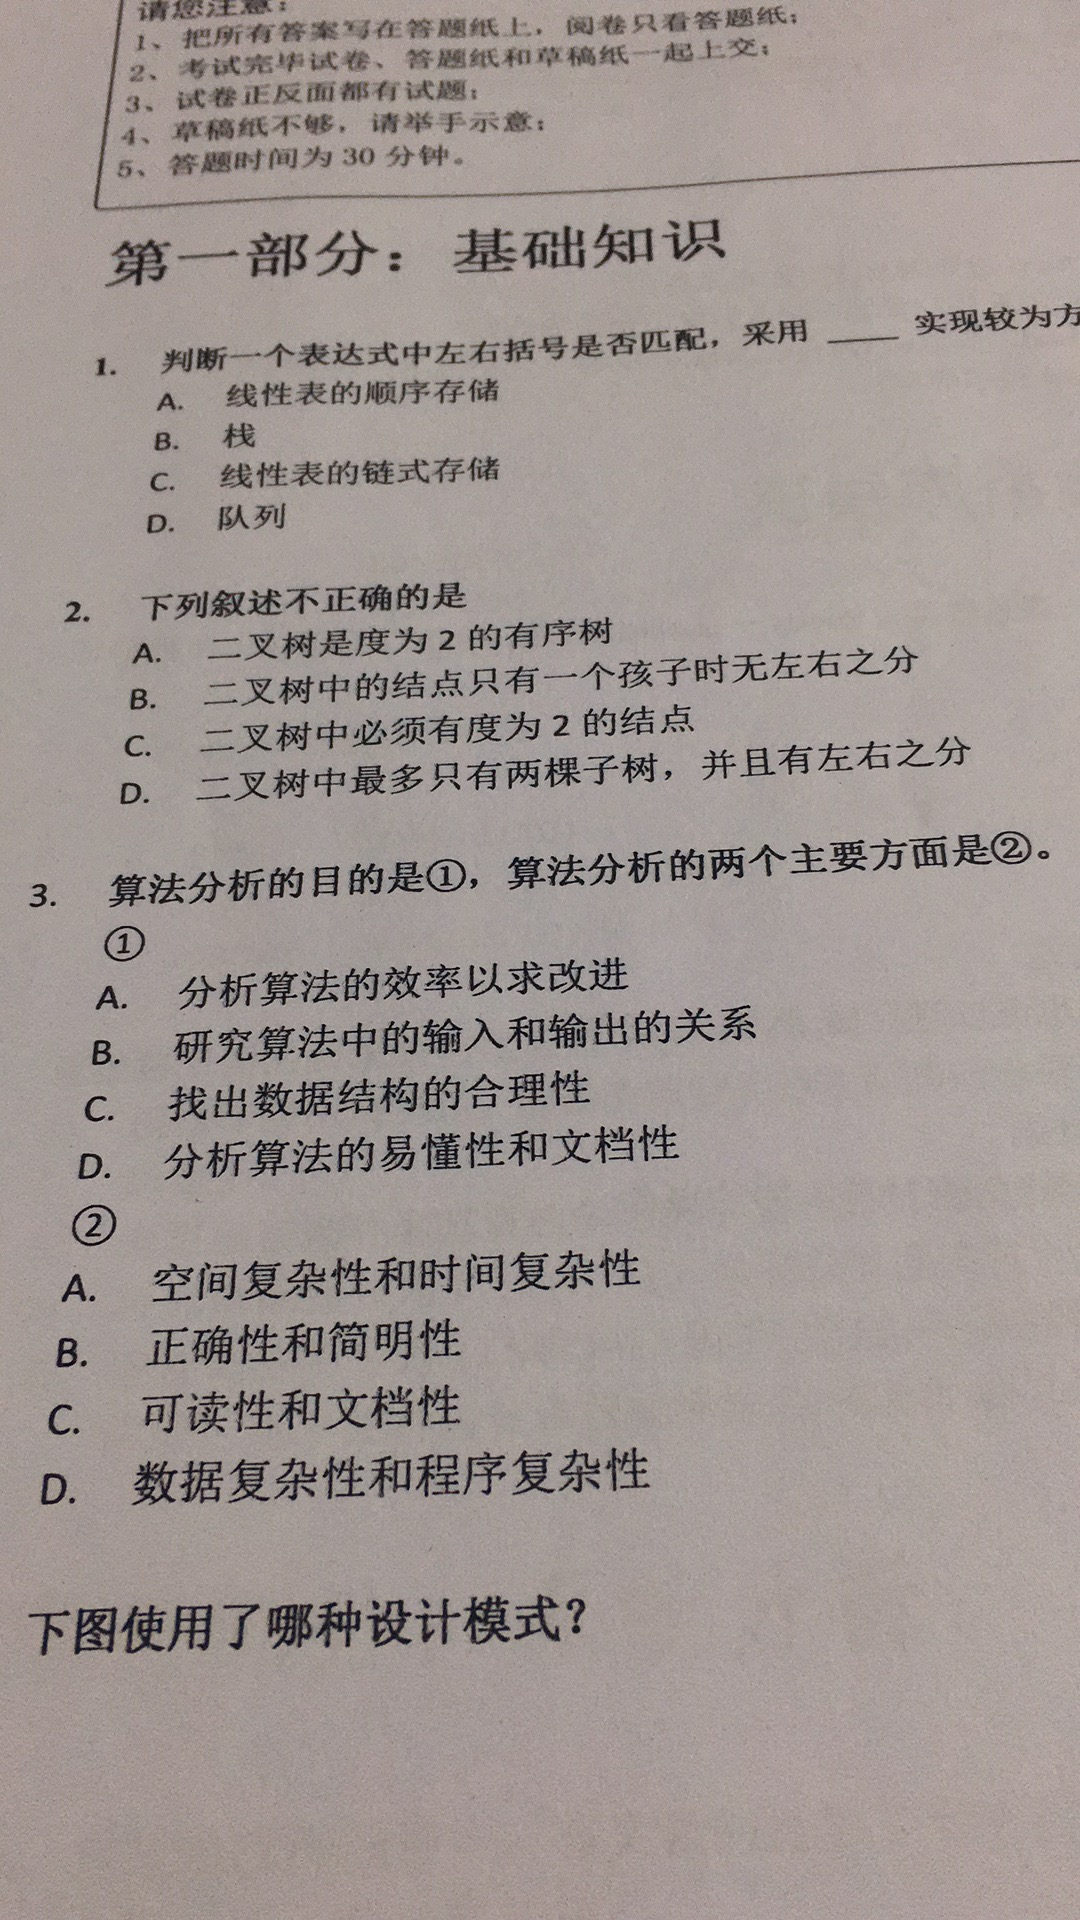 请您注意：
1、把所有答案写在答题纸上，阅卷只看答题纸；
2、考试完毕试卷、答题纸和草稿纸一起上交；
3、试卷正反面都有试题；
4、草稿纸不够，请举手示意；
5、答题时间为 30 分钟。
第一部分：基础知识
1. 判断一个表达式中左右括号是否匹配，采用 ____ 实现较为方
A. 线性表的顺序存储
B. 栈
C. 线性表的链式存储
D. 队列
2. 下列叙述不正确的是
A. 二叉树是度为 2 的有序树
B. 二叉树中的结点只有一个孩子时无左右之分
C. 二叉树中必须有度为 2 的结点
D. 二叉树中最多只有两棵子树，并且有左右之分
3. 算法分析的目的是①，算法分析的两个主要方面是②。
①
A. 分析算法的效率以求改进
B. 研究算法中的输入和输出的关系
C. 找出数据结构的合理性
D. 分析算法的易懂性和文档性
②
A. 空间复杂性和时间复杂性
B. 正确性和简明性
C. 可读性和文档性
D. 数据复杂性和程序复杂性
下图使用了哪种设计模式？